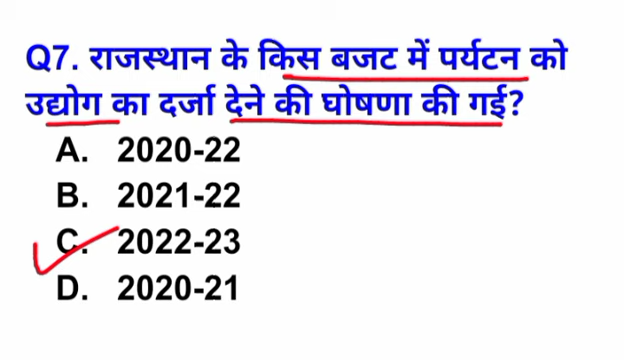 Q7. राजस्थान के किस बजट में पर्यटन को
उद्योग का दर्जा देने की घोषणा की गई?
A. 2020-22
B. 2021-22
C. 2022-23
D. 2020-21